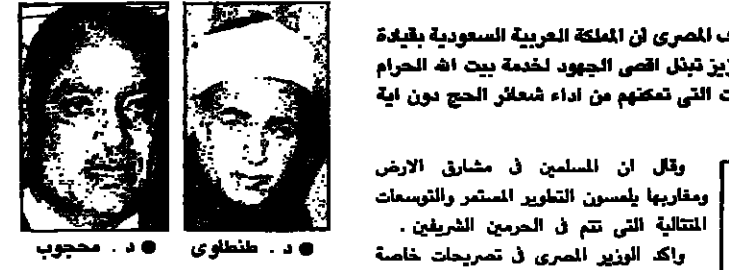 ف المصرى ان المملكة العربية السعودية بقيادة
زيز تبذل اقصى الجهود لخدمة بيت الله الحرام
ت التى تمكنهم من اداء شعائر الحج دون اية
وقال ان المسلمين فى مشارق الارض
ومغاربها يلمسون التطوير المستمر والتوسعات
المتتالية التى تتم فى الحرمين الشريفين .
واكد الوزير المصرى فى تصريحات خاصة
● د . طنطاوى
● د . محجوب